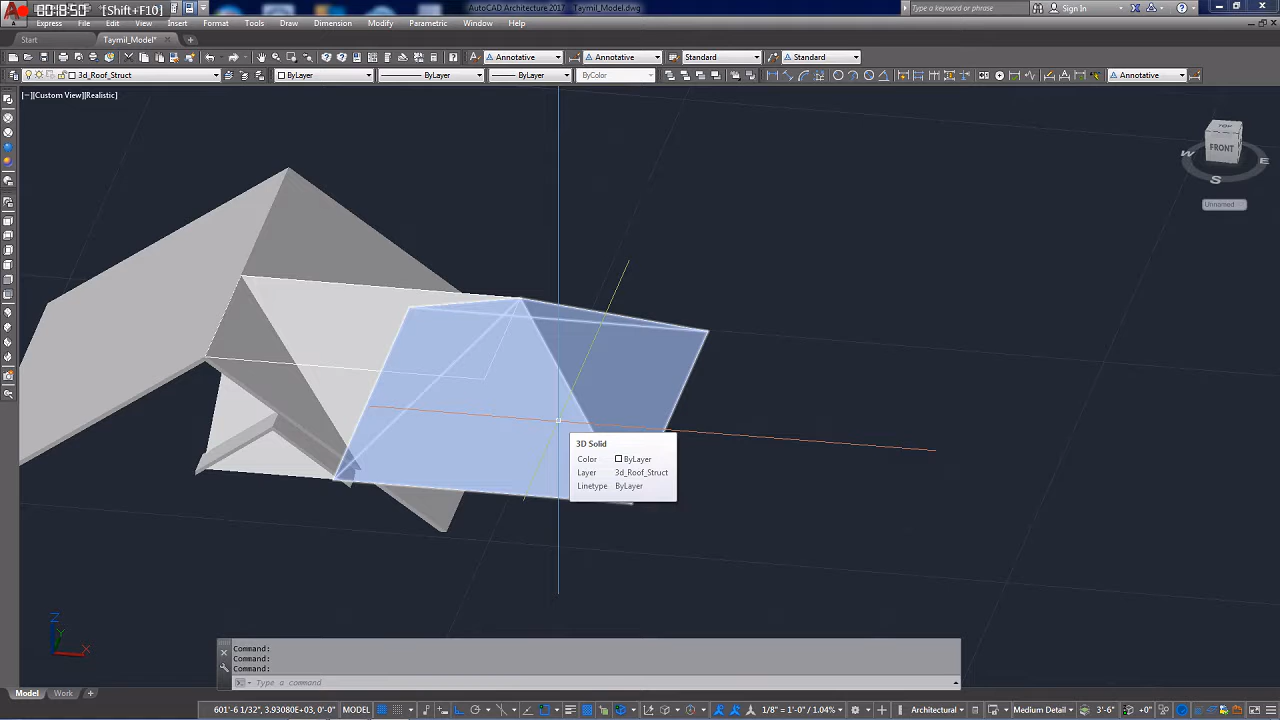 00:18:50 [Shift+F10]
AutoCAD Architecture 2017 Taymil_Model.dwg
Type a keyword or phrase
Sign In
Express File Edit View Insert Format Tools Draw Dimension Modify Parametric Window Help
Start Taymil_Model*
Annotative Annotative Standard Standard
3d_Roof_Struct ByLayer ByLayer ByLayer ByColor Annotative
[−][Custom View][Realistic]
TOP
FRONT
W E
S
Unnamed
3D Solid
Color ByLayer
Layer 3d_Roof_Struct
Linetype ByLayer
Z
Y
X
Command:
Command:
Command:
Type a command
Model Work
601'-6 1/32", 3.93080E+03, 0'-0" MODEL 1/8" = 1'-0" / 1.04% Architectural Medium Detail 3'-6" +0"